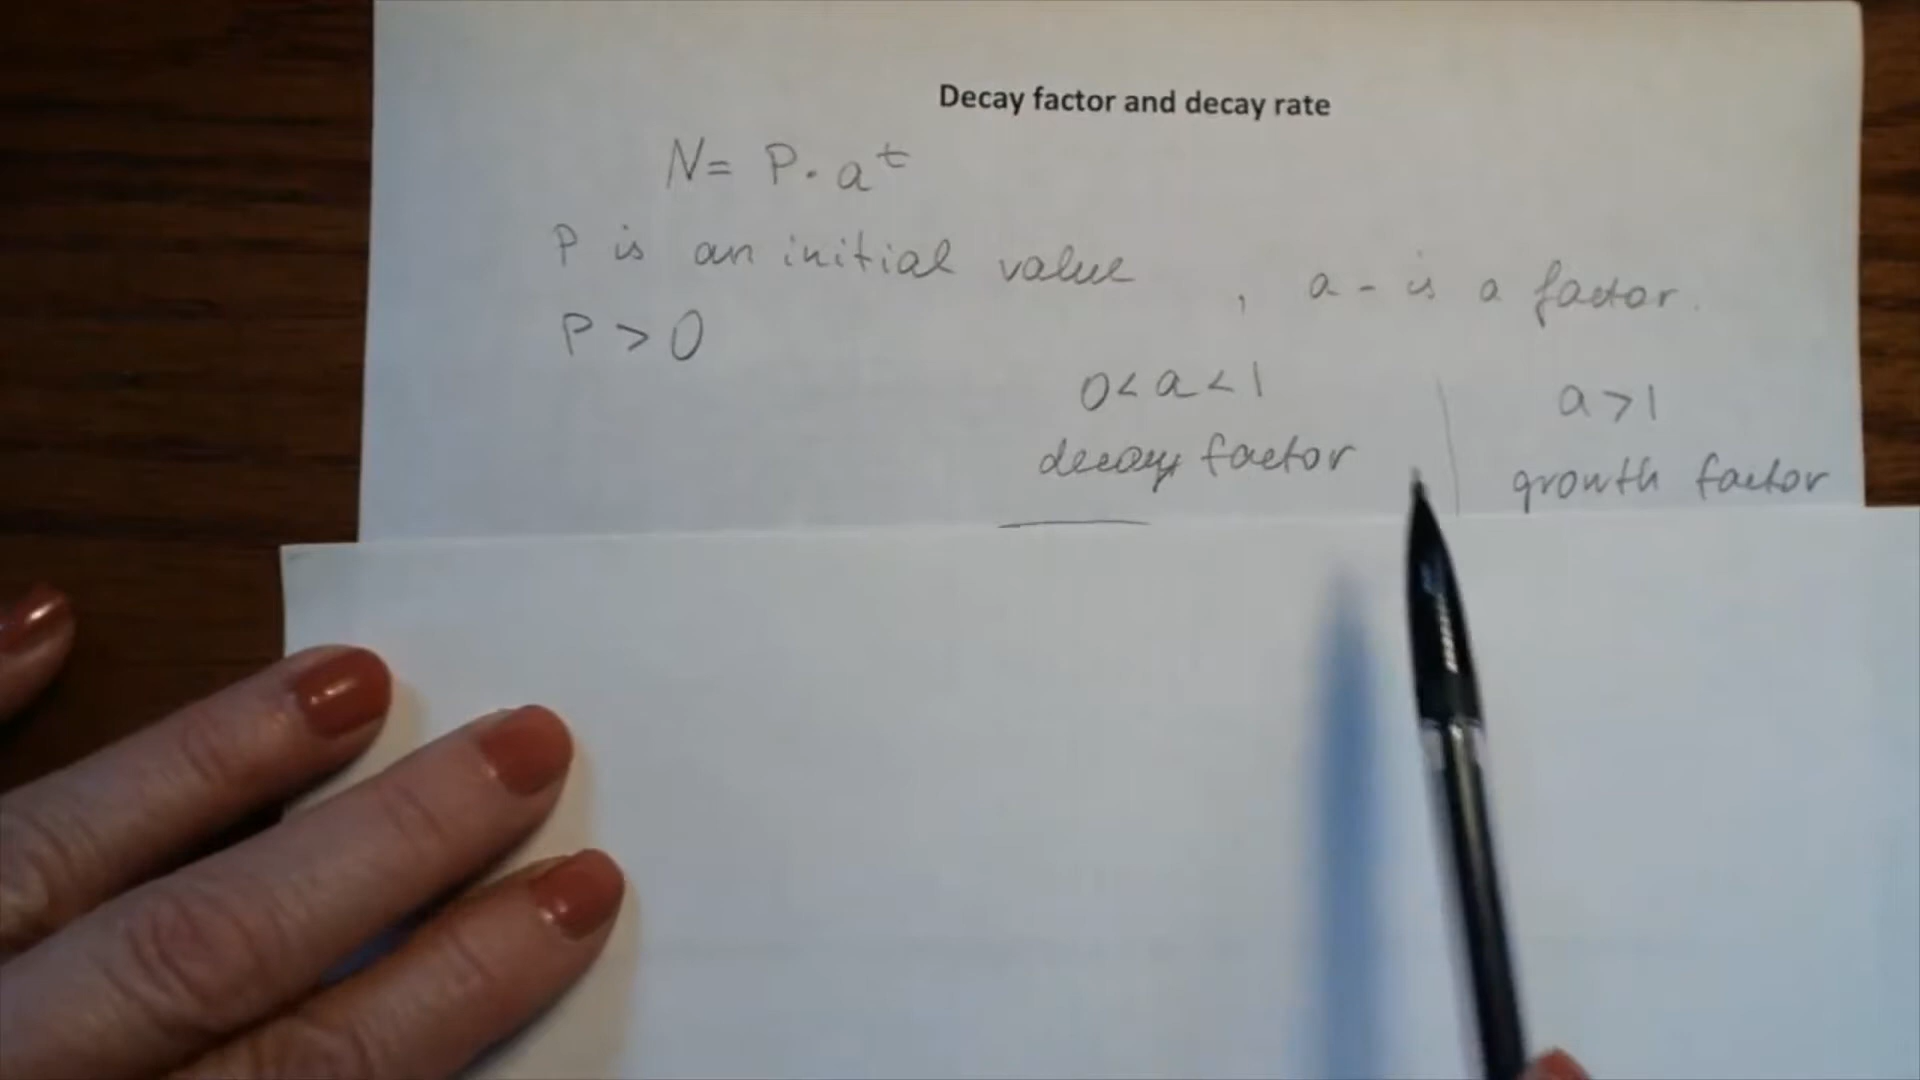 Decay factor and decay rate
N = P · a^t
P is an initial value , a - is a factor.
P > 0
0 < a < 1
decay factor
a > 1
growth factor